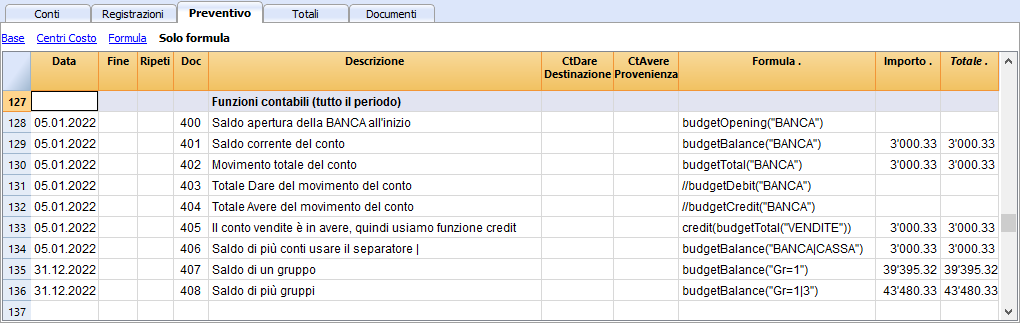 Conti Registrazioni Preventivo Totali Documenti
Base Centri Costo Formula Solo formula
Data Fine Ripeti Doc Descrizione CtDare Destinazione CtAvere Provenienza Formula . Importo . Totale .
127 Funzioni contabili (tutto il periodo)
128 05.01.2022 400 Saldo apertura della BANCA all'inizio budgetOpening("BANCA")
129 05.01.2022 401 Saldo corrente del conto budgetBalance("BANCA") 3'000.33 3'000.33
130 05.01.2022 402 Movimento totale del conto budgetTotal("BANCA") 3'000.33 3'000.33
131 05.01.2022 403 Totale Dare del movimento del conto //budgetDebit("BANCA")
132 05.01.2022 404 Totale Avere del movimento del conto //budgetCredit("BANCA")
133 05.01.2022 405 Il conto vendite è in avere, quindi usiamo funzione credit credit(budgetTotal("VENDITE")) 3'000.33 3'000.33
134 05.01.2022 406 Saldo di più conti usare il separatore | budgetBalance("BANCA|CASSA") 3'000.33 3'000.33
135 31.12.2022 407 Saldo di un gruppo budgetBalance("Gr=1") 39'395.32 39'395.32
136 31.12.2022 408 Saldo di più gruppi budgetBalance("Gr=1|3") 43'480.33 43'480.33
137